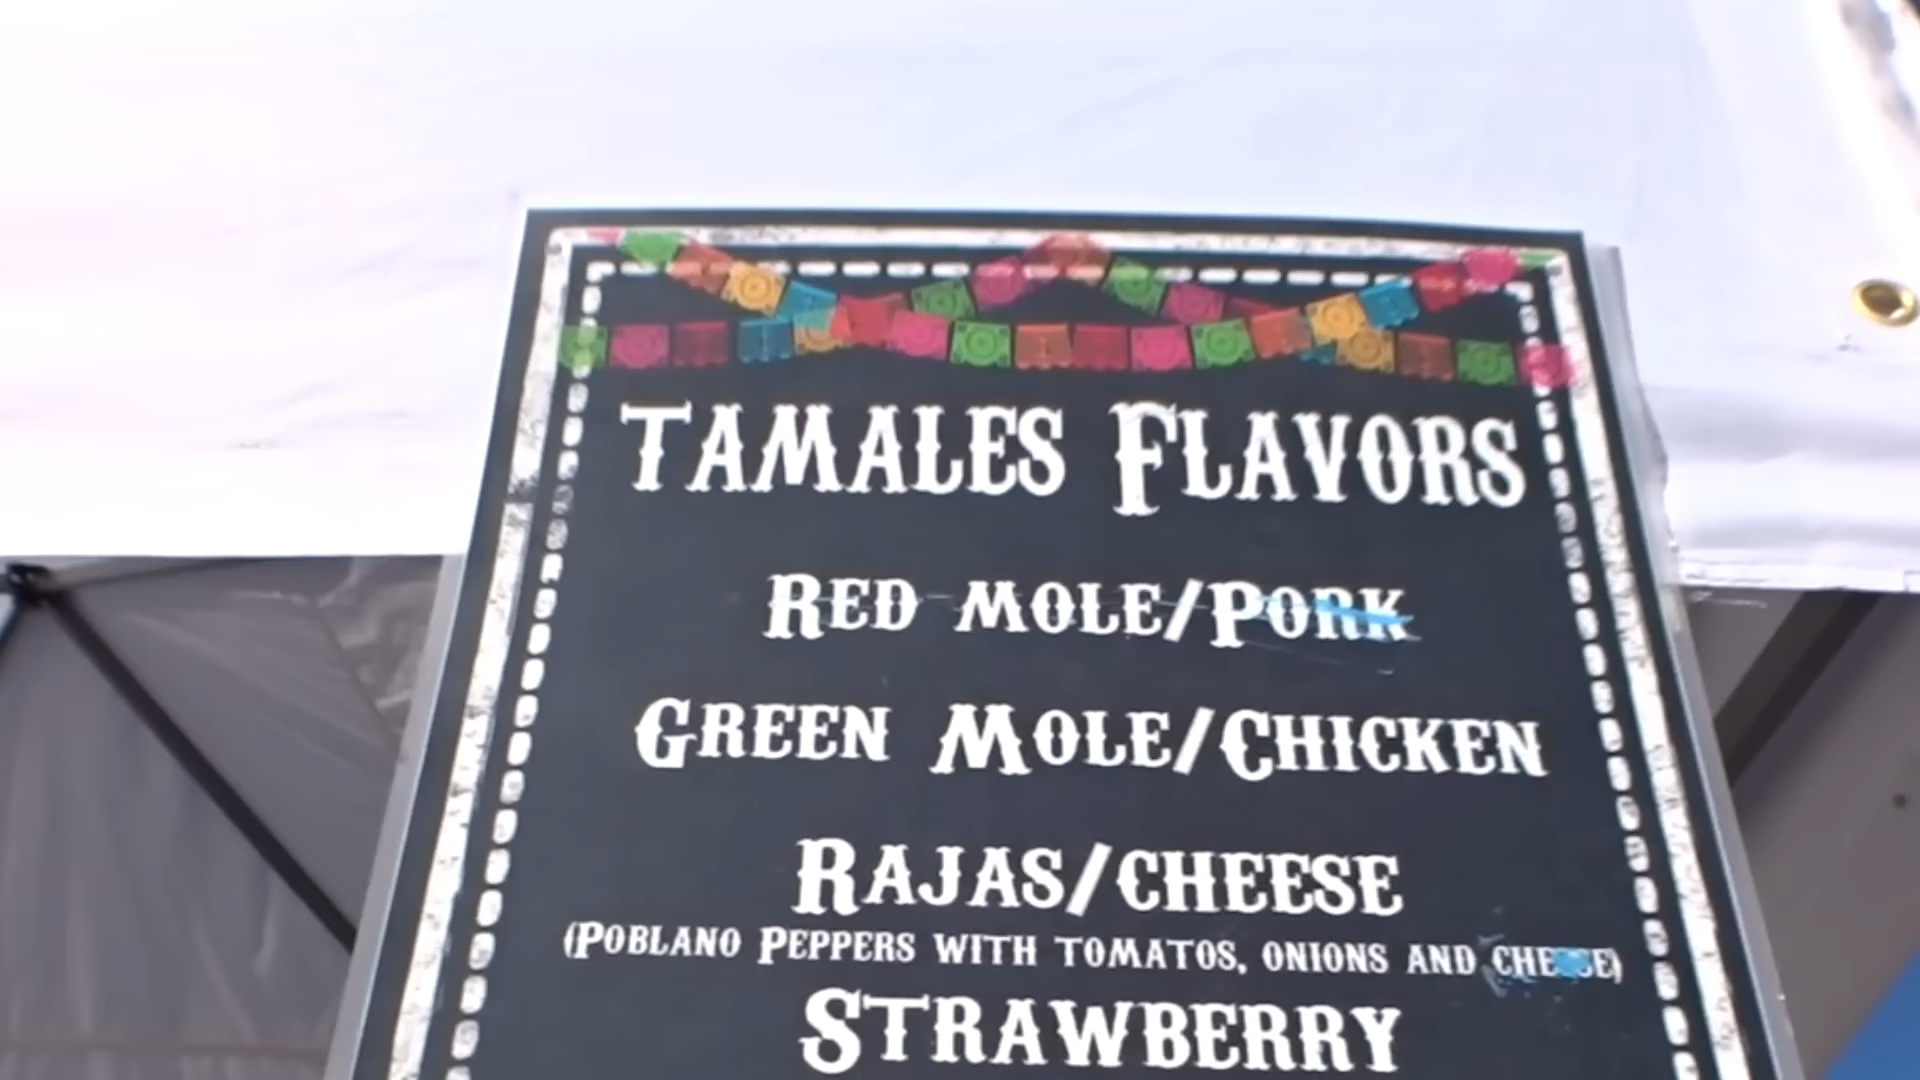 TAMALES FLAVORS
RED MOLE/PORK
GREEN MOLE/CHICKEN
RAJAS/CHEESE
(POBLANO PEPPERS WITH TOMATOS, ONIONS AND CHEESE)
STRAWBERRY